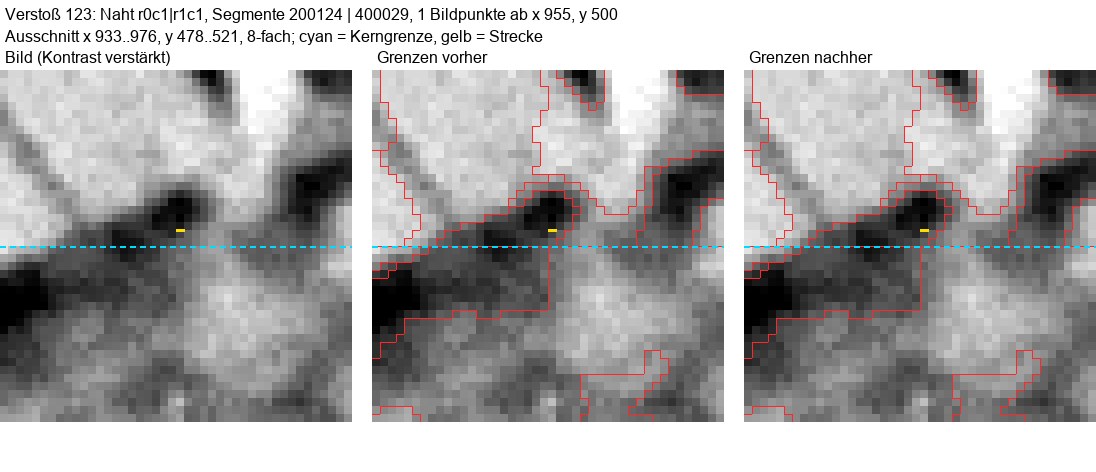 Verstoß 123: Naht r0c1|r1c1, Segmente 200124 | 400029, 1 Bildpunkte ab x 955, y 500
Ausschnitt x 933..976, y 478..521, 8-fach; cyan = Kerngrenze, gelb = Strecke
Bild (Kontrast verstärkt) Grenzen vorher Grenzen nachher